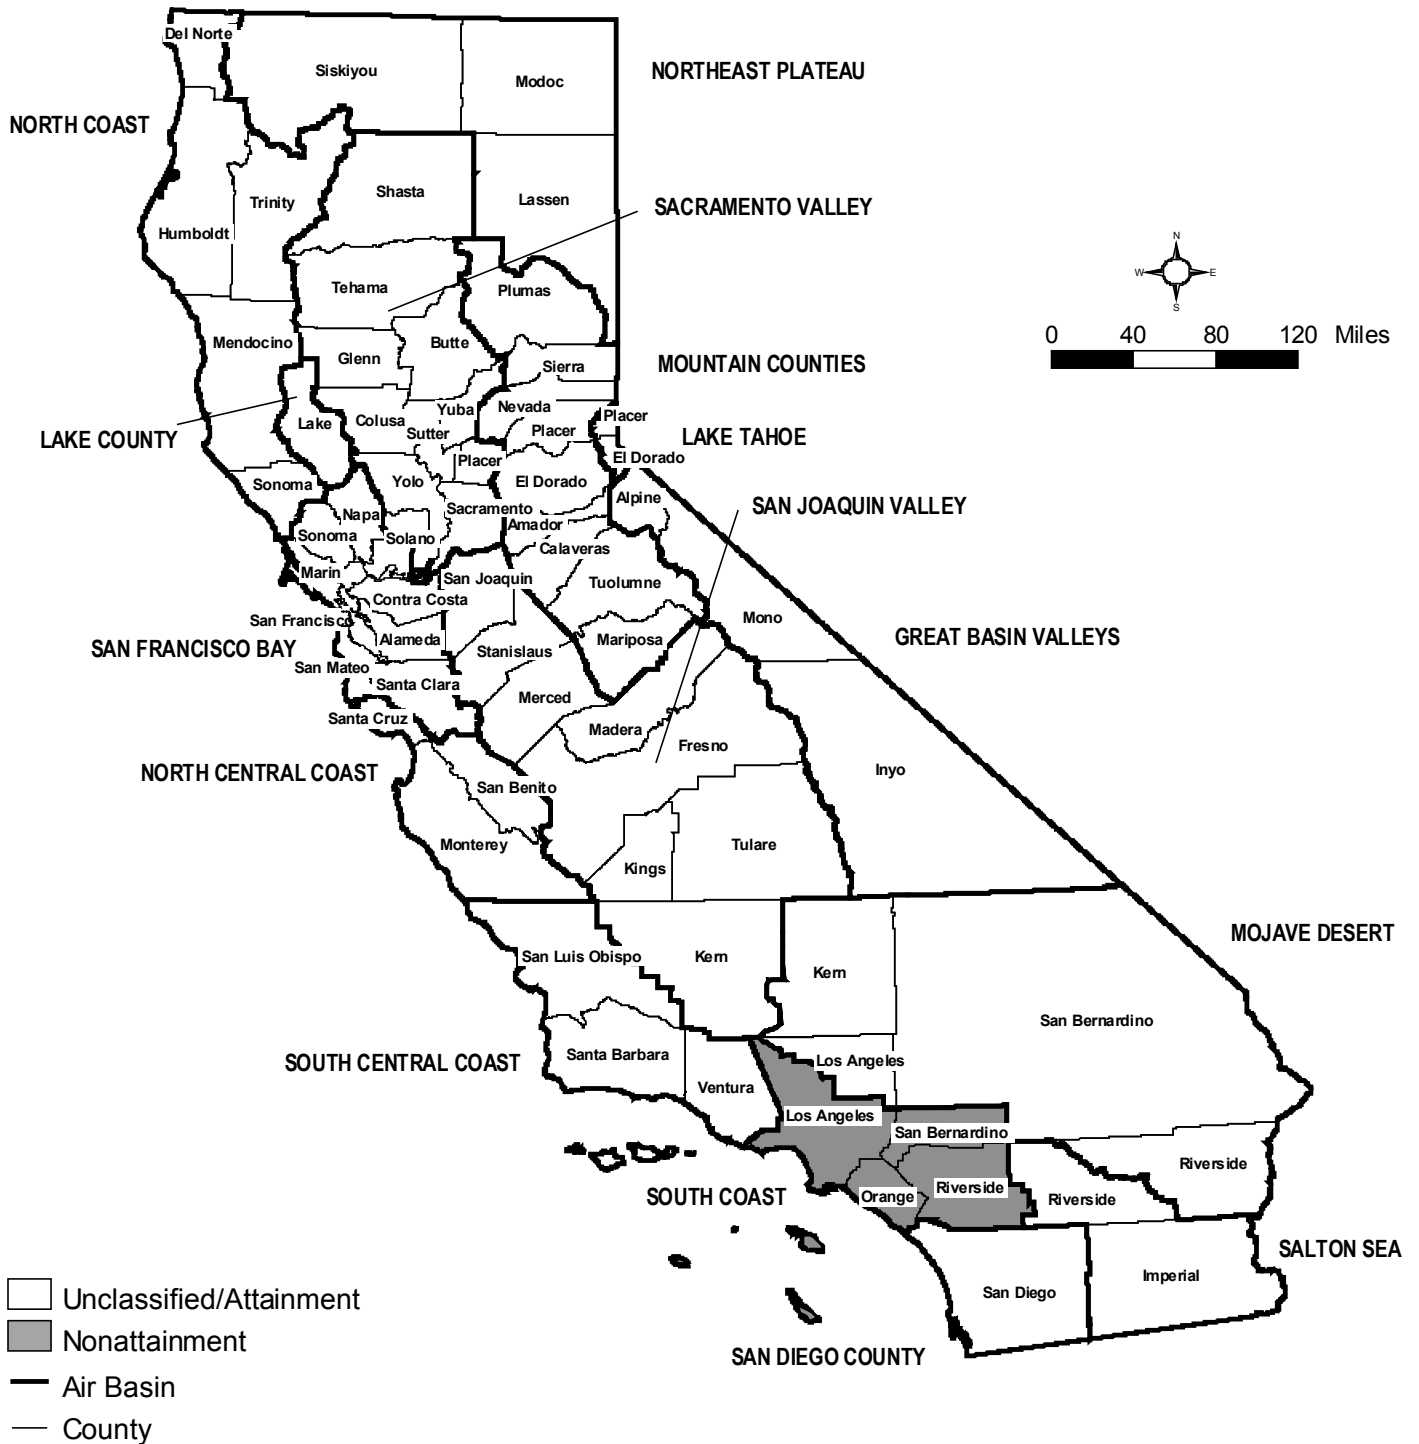 Del Norte
Siskiyou
Modoc
NORTHEAST PLATEAU
NORTH COAST
Shasta
Lassen
Trinity
SACRAMENTO VALLEY
Humboldt
N
W
E
S
Tehama
Plumas
0 40 80 120 Miles
Mendocino
Butte
Glenn
Sierra
MOUNTAIN COUNTIES
Yuba
Nevada
Placer
Lake
Colusa
Sutter
Placer
LAKE COUNTY
LAKE TAHOE
Placer
El Dorado
Sonoma
Yolo
El Dorado
Alpine
Napa
Sacramento
SAN JOAQUIN VALLEY
Amador
Sonoma
Solano
Calaveras
Marin
San Joaquin
Tuolumne
Contra Costa
San Francisco
Mono
Alameda
Mariposa
GREAT BASIN VALLEYS
SAN FRANCISCO BAY
Stanislaus
San Mateo
Santa Clara
Merced
Santa Cruz
Madera
Fresno
NORTH CENTRAL COAST
Inyo
San Benito
Monterey
Tulare
Kings
MOJAVE DESERT
San Luis Obispo
Kern
Kern
San Bernardino
SOUTH CENTRAL COAST
Santa Barbara
Los Angeles
Ventura
Los Angeles
San Bernardino
Riverside
SOUTH COAST
Orange
Riverside
Riverside
SALTON SEA
Imperial
San Diego
SAN DIEGO COUNTY
Unclassified/Attainment
Nonattainment
Air Basin
County